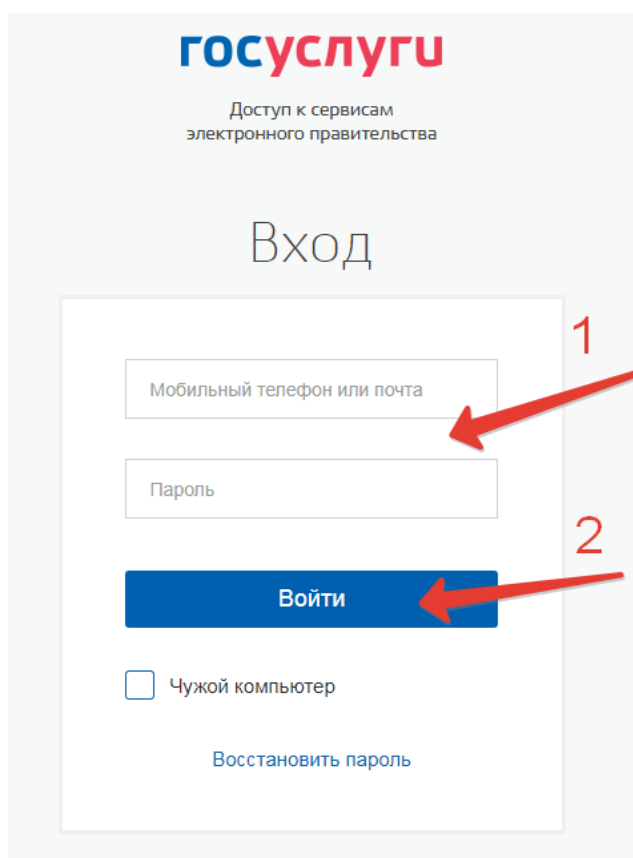 госуслуги
Доступ к сервисам
электронного правительства
Вход
1
Мобильный телефон или почта
Пароль
2
Войти
Чужой компьютер
Восстановить пароль